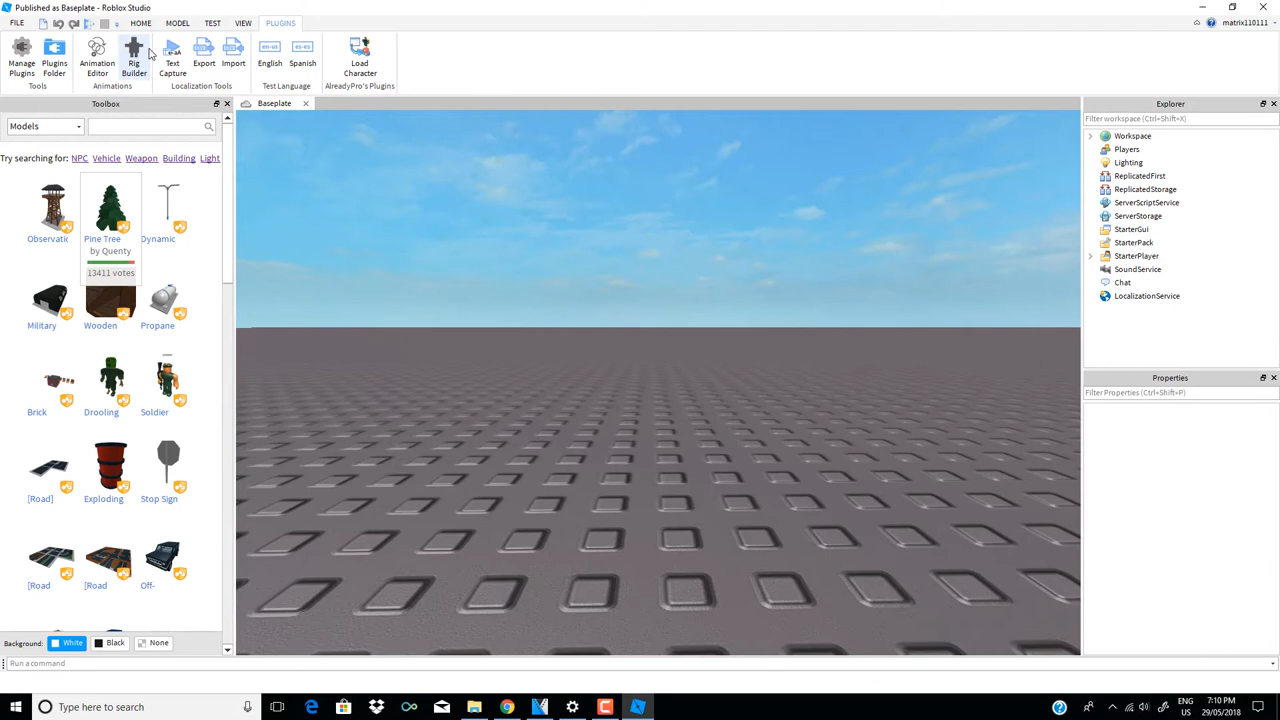 Published as Baseplate - Roblox Studio
FILE HOME MODEL TEST VIEW PLUGINS matrix110111
Manage Plugins Plugins Folder Animation Editor Rig Builder Text Capture Export Import English Spanish Load Character
en-us es-es
Tools Animations Localization Tools Test Language AlreadyPro's Plugins
Toolbox
Models
Try searching for: NPC Vehicle Weapon Building Light
Observatic Pine Tree Dynamic
by Quenty
13411 votes
Military Wooden Propane
Brick Drooling Soldier
[Road] Exploding Stop Sign
[Road [Road Off-
Background: White Black None
Baseplate
Explorer
Filter workspace (Ctrl+Shift+X)
Workspace
Players
Lighting
ReplicatedFirst
ReplicatedStorage
ServerScriptService
ServerStorage
StarterGui
StarterPack
StarterPlayer
SoundService
Chat
LocalizationService
Properties
Filter Properties (Ctrl+Shift+P)
Run a command
Type here to search
ENG 7:10 PM
US 29/05/2018